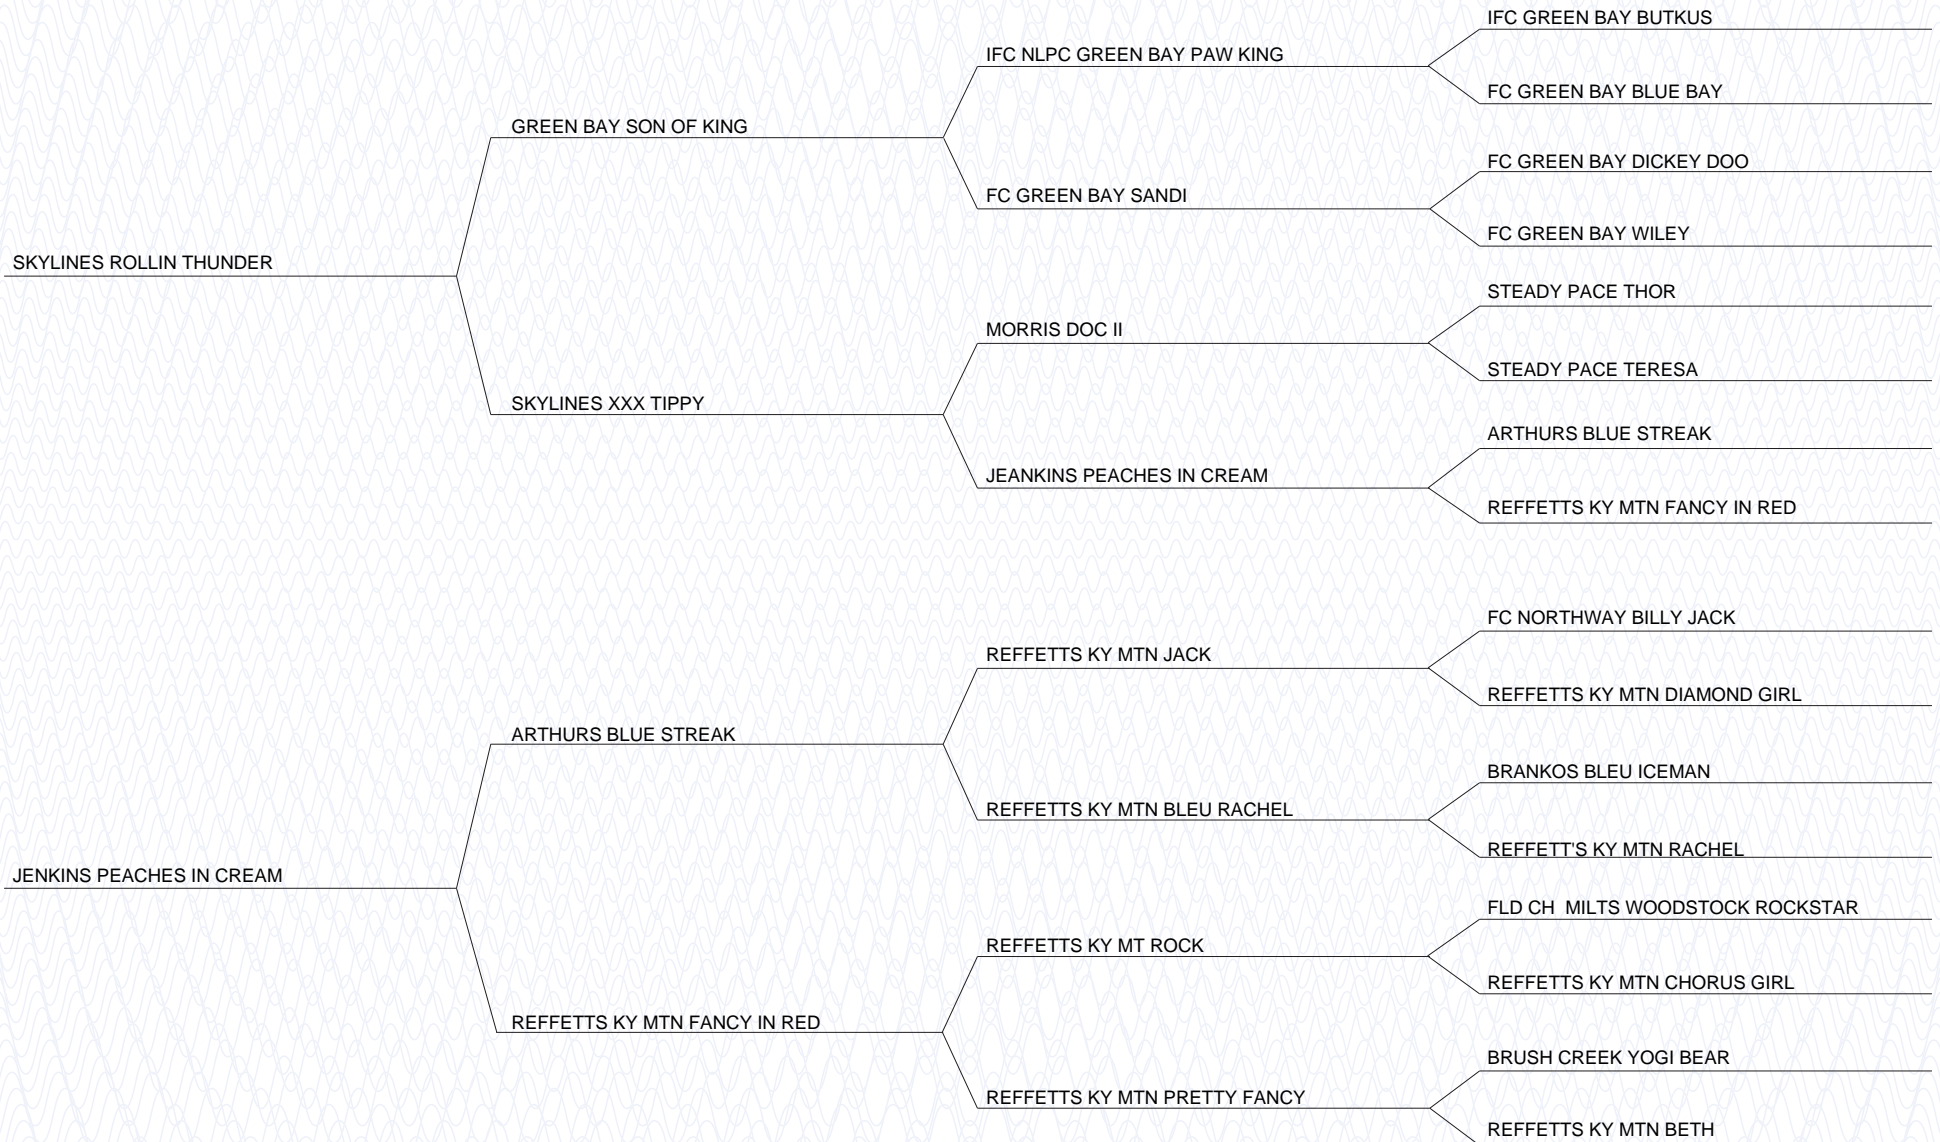 IFC GREEN BAY BUTKUS
IFC NLPC GREEN BAY PAW KING
FC GREEN BAY BLUE BAY
GREEN BAY SON OF KING
FC GREEN BAY DICKEY DOO
FC GREEN BAY SANDI
FC GREEN BAY WILEY
SKYLINES ROLLIN THUNDER
STEADY PACE THOR
MORRIS DOC II
STEADY PACE TERESA
SKYLINES XXX TIPPY
ARTHURS BLUE STREAK
JEANKINS PEACHES IN CREAM
REFFETTS KY MTN FANCY IN RED
FC NORTHWAY BILLY JACK
REFFETTS KY MTN JACK
REFFETTS KY MTN DIAMOND GIRL
ARTHURS BLUE STREAK
BRANKOS BLEU ICEMAN
REFFETTS KY MTN BLEU RACHEL
REFFETT'S KY MTN RACHEL
JENKINS PEACHES IN CREAM
FLD CH  MILTS WOODSTOCK ROCKSTAR
REFFETTS KY MT ROCK
REFFETTS KY MTN CHORUS GIRL
REFFETTS KY MTN FANCY IN RED
BRUSH CREEK YOGI BEAR
REFFETTS KY MTN PRETTY FANCY
REFFETTS KY MTN BETH